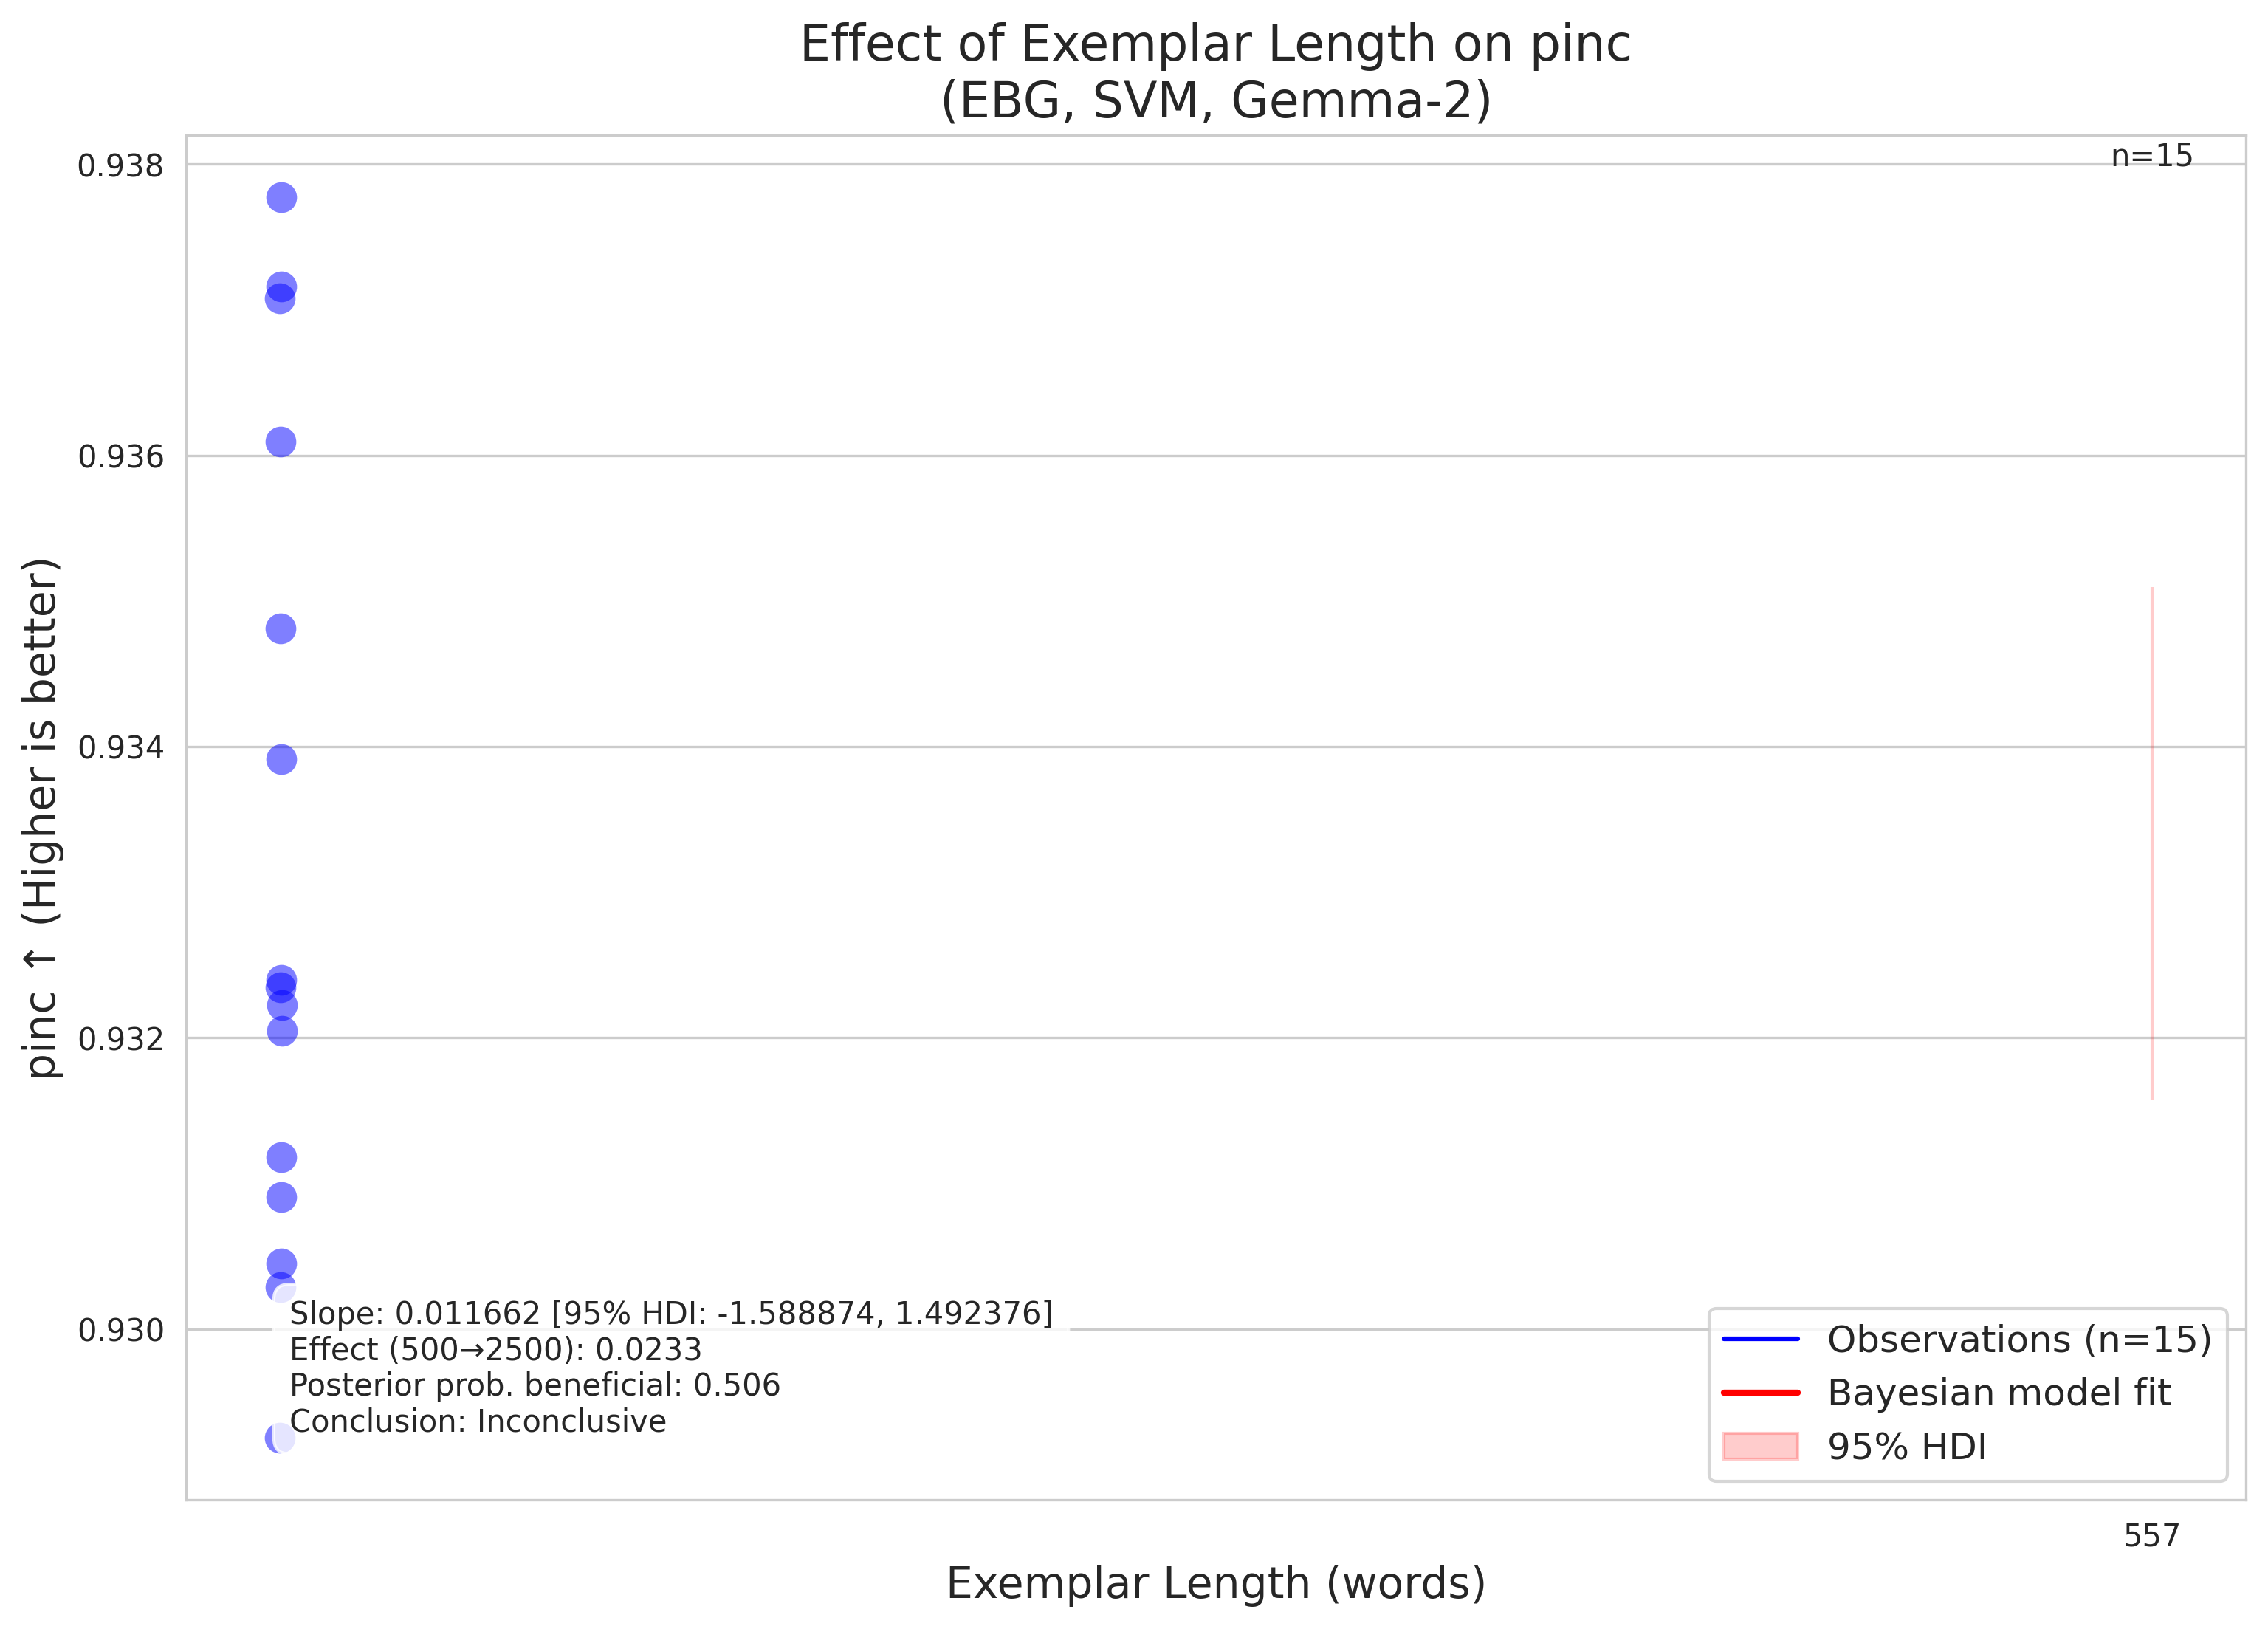 Effect of Exemplar Length on pinc
(EBG, SVM, Gemma-2)
n=15
pinc ↑ (Higher is better)
0.938
0.936
0.934
0.932
0.930
Slope: 0.011662 [95% HDI: -1.588874, 1.492376]
Effect (500→2500): 0.0233
Posterior prob. beneficial: 0.506
Conclusion: Inconclusive
Observations (n=15)
Bayesian model fit
95% HDI
557
Exemplar Length (words)